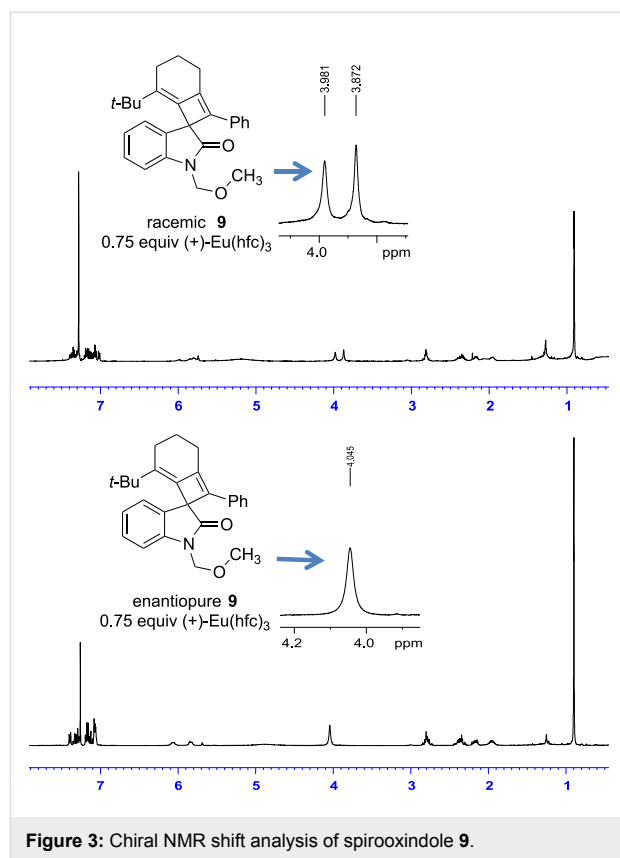 3.981
3.872
t-Bu
Ph
O
N
CH3
O
racemic 9
0.75 equiv (+)-Eu(hfc)3
4.0 ppm
7 6 5 4 3 2 1
4.045
t-Bu
Ph
O
N
CH3
O
enantiopure 9
0.75 equiv (+)-Eu(hfc)3
4.2 4.0 ppm
7 6 5 4 3 2 1
Figure 3: Chiral NMR shift analysis of spirooxindole 9.